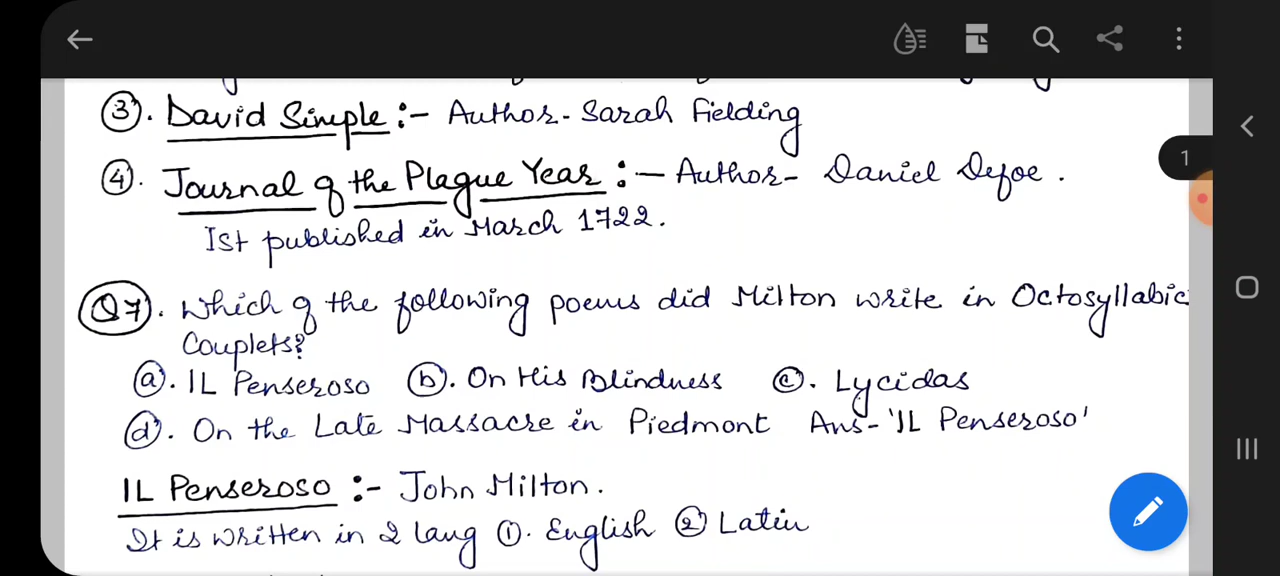 ③. David Simple :- Author- Sarah Fielding
1
④. Journal of the Plague Year :- Author- Daniel Defoe.
Ist published in March 1722.
Q7. Which of the following poems did Milton write in Octosyllabic
Couplets?
ⓐ. IL Penseroso ⓑ. On His Blindness ⓒ. Lycidas
ⓓ. On the Late Massacre in Piedmont Ans- 'IL Penseroso'
IL Penseroso :- John Milton.
It is written in 2 lang ①. English ② Latin